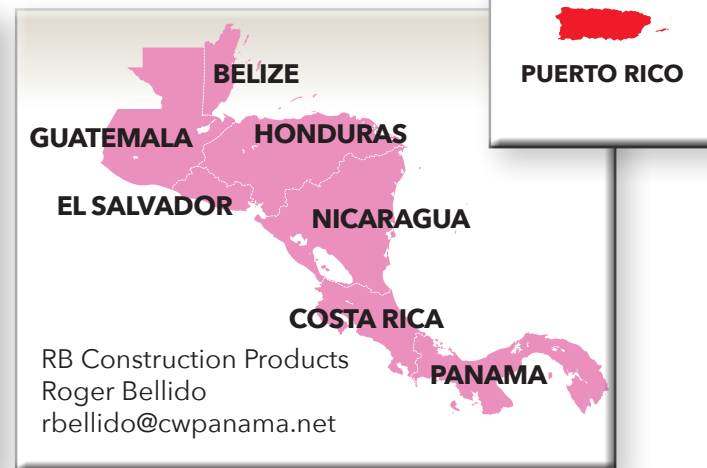 PUERTO RICO
BELIZE
GUATEMALA
HONDURAS
EL SALVADOR
NICARAGUA
COSTA RICA
PANAMA
RB Construction Products
Roger Bellido
rbellido@cwpanama.net